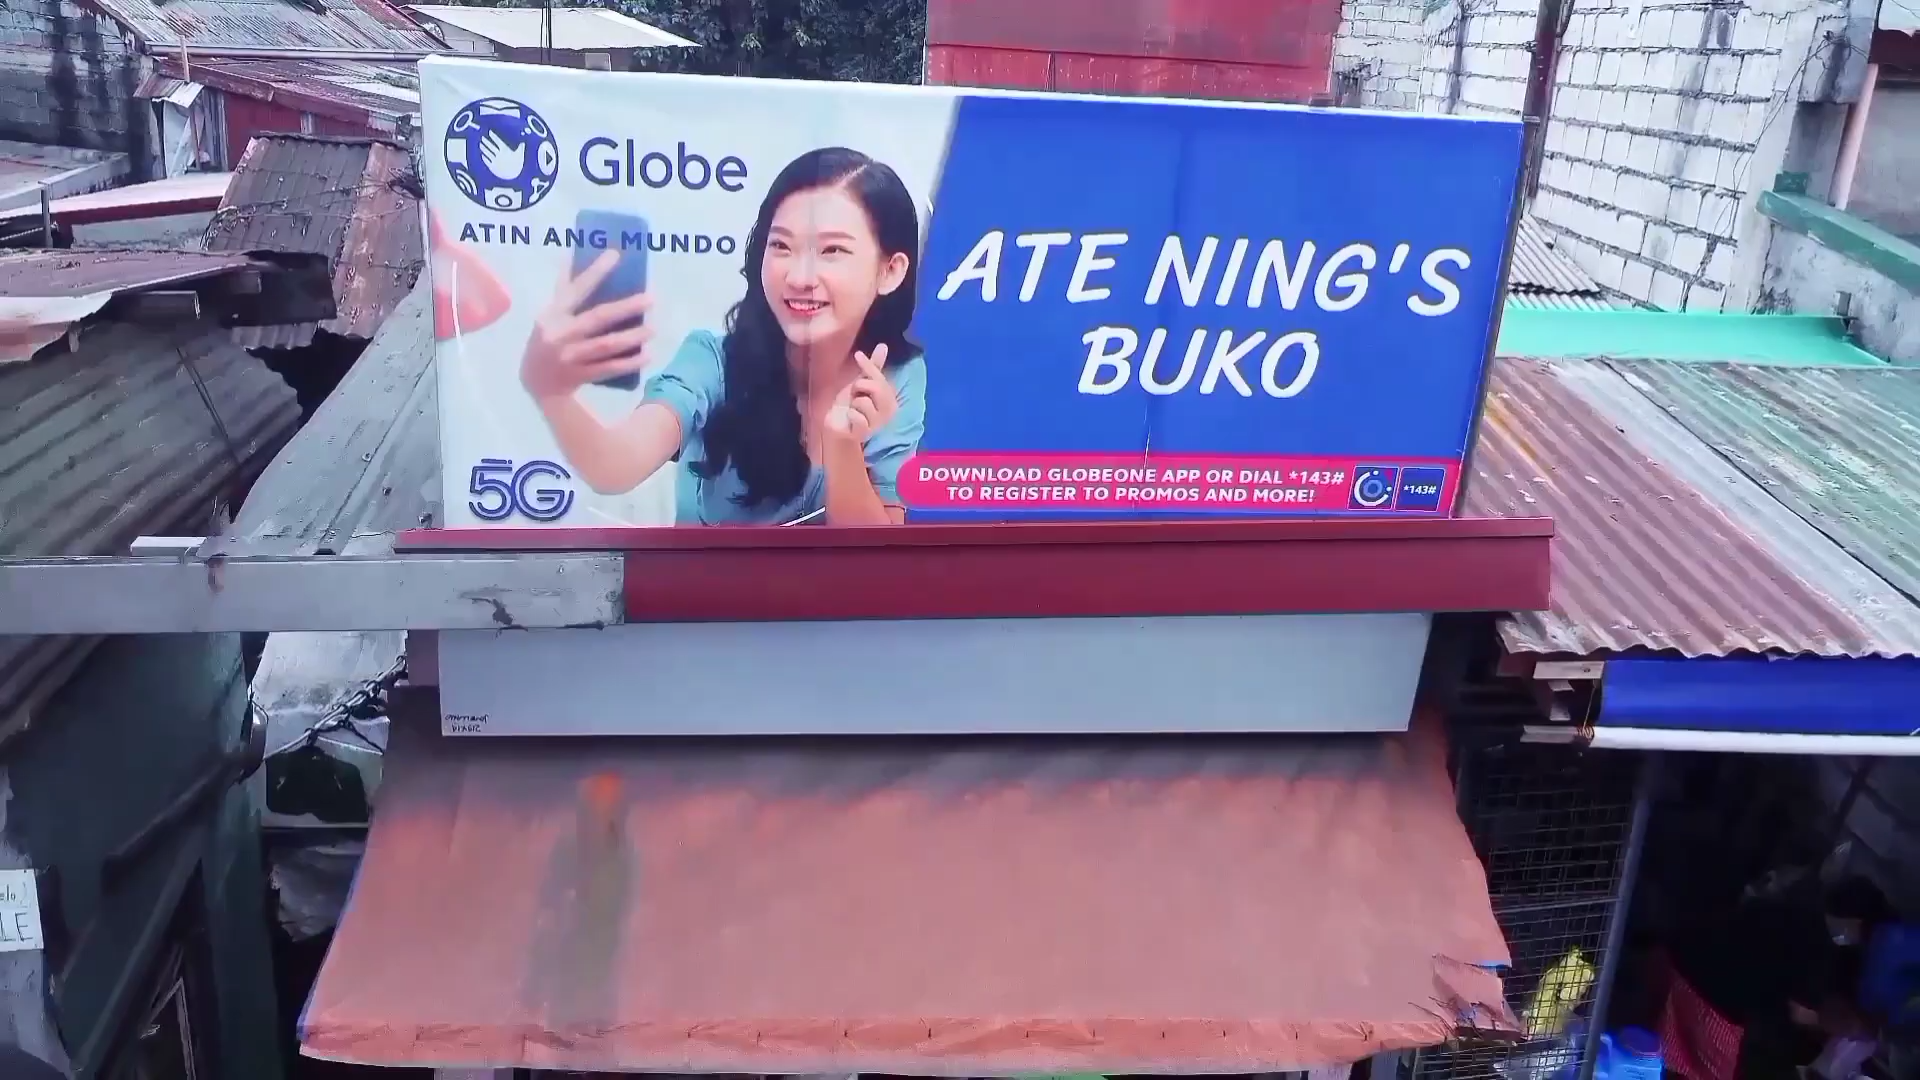 Globe
ATIN ANG MUNDO
5G
ATE NING'S
BUKO
DOWNLOAD GLOBEONE APP OR DIAL *143#
TO REGISTER TO PROMOS AND MORE!
*143#
LE